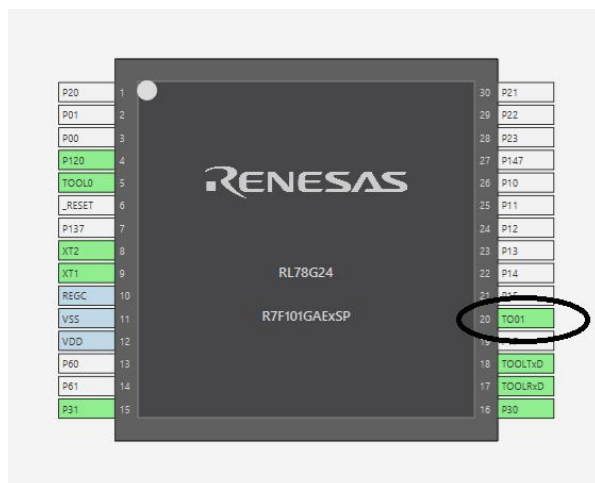 P20 1 30 P21
P01 2 29 P22
P00 3 28 P23
P120 4 27 P147
TOOL0 5 26 P10
_RESET 6 25 P11
P137 7 24 P12
XT2 8 23 P13
XT1 9 22 P14
REGC 10 21
VSS 11 20 TO01
VDD 12 19
P60 13 18 TOOLTxD
P61 14 17 TOOLRxD
P31 15 16 P30
RENESAS
RL78G24
R7F101GAExSP